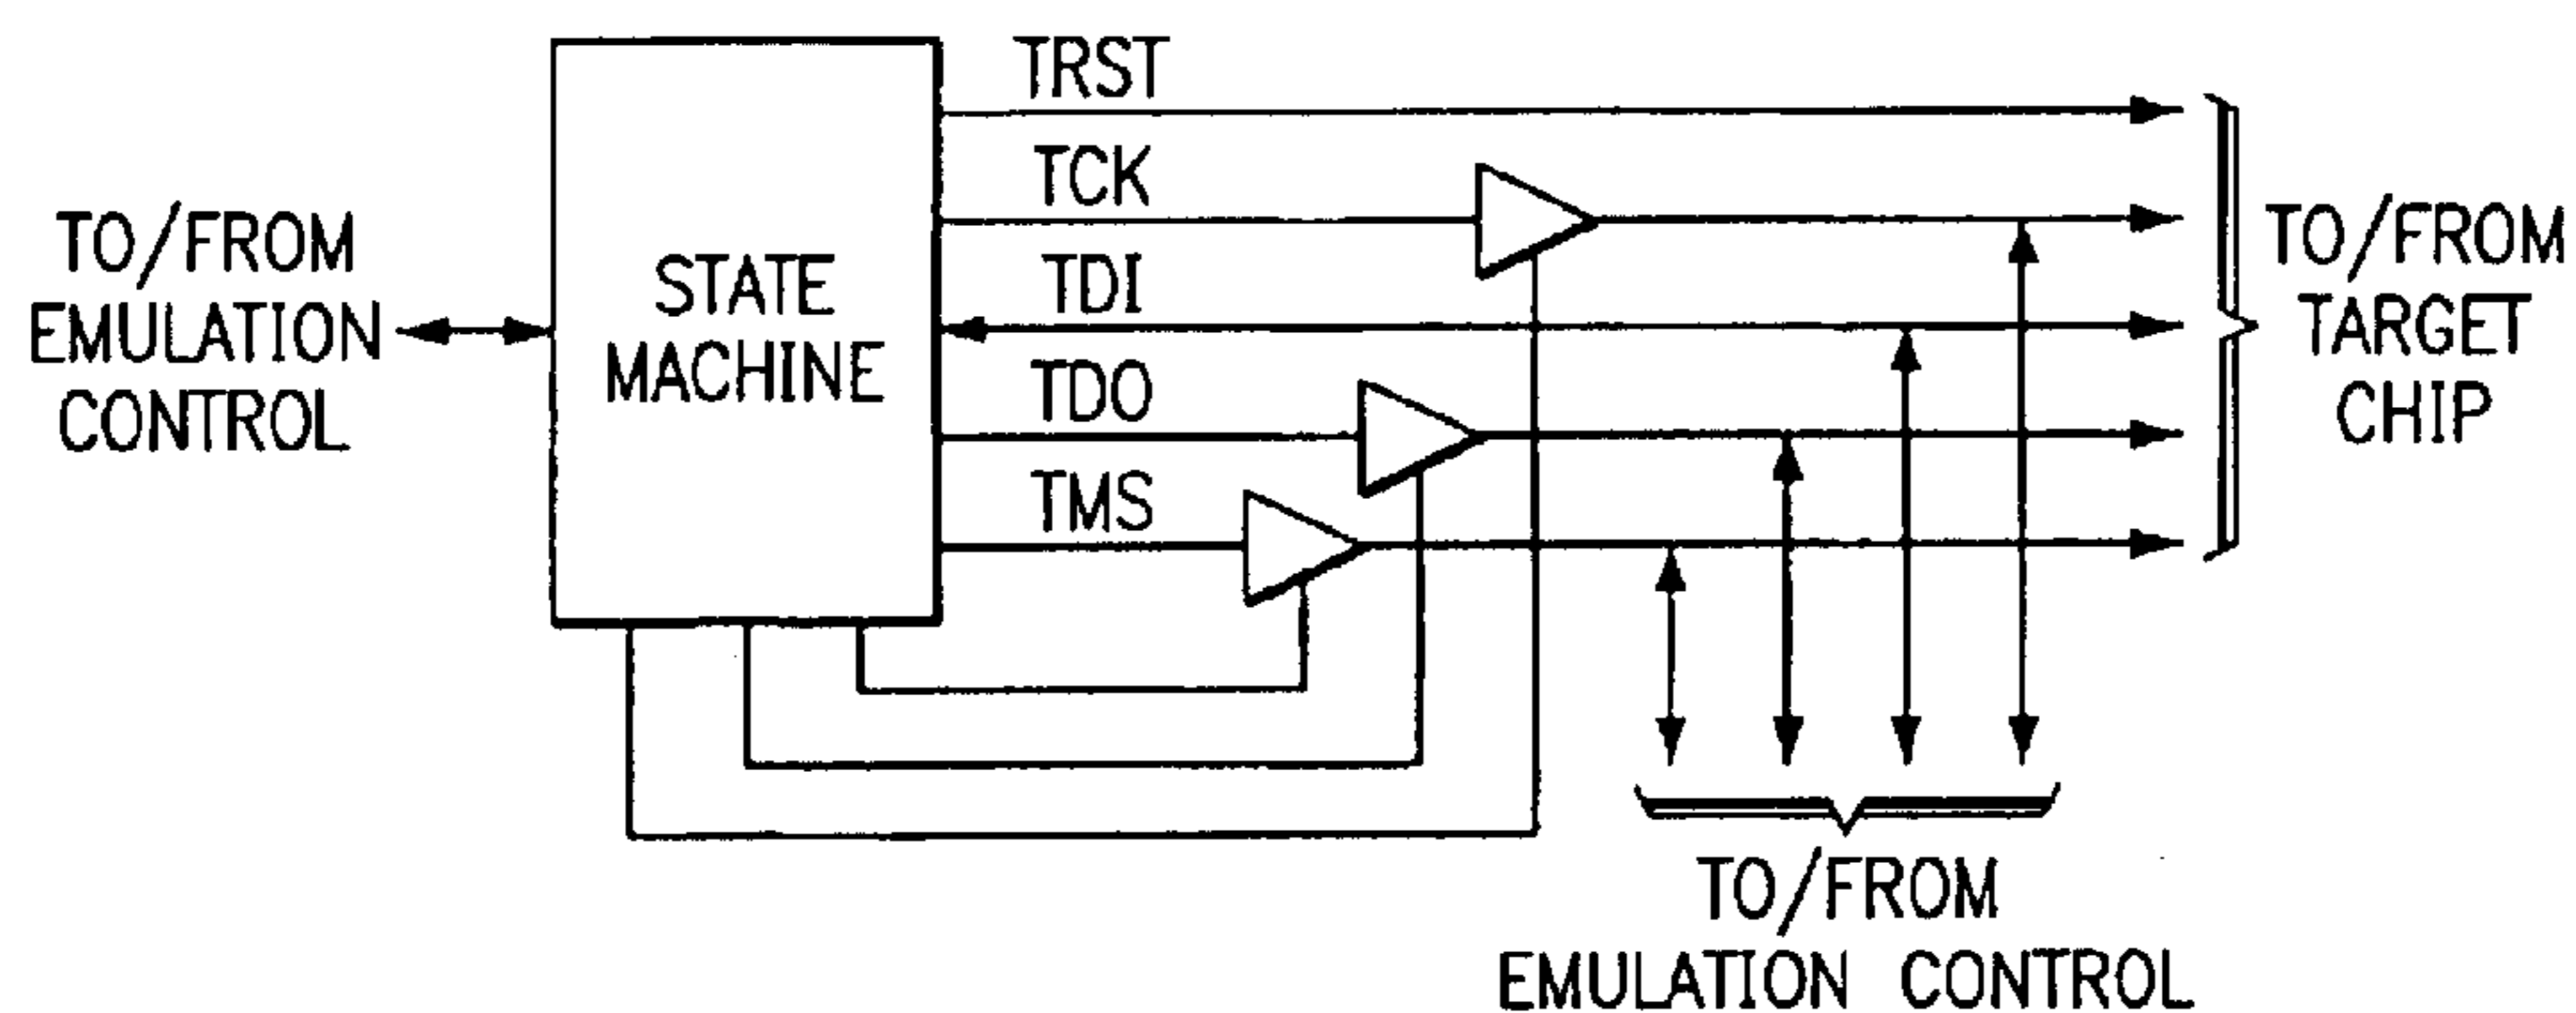 TO/FROM
EMULATION
CONTROL
STATE
MACHINE
TRST
TCK
TDI
TDO
TMS
TO/FROM
TARGET
CHIP
TO/FROM
EMULATION CONTROL